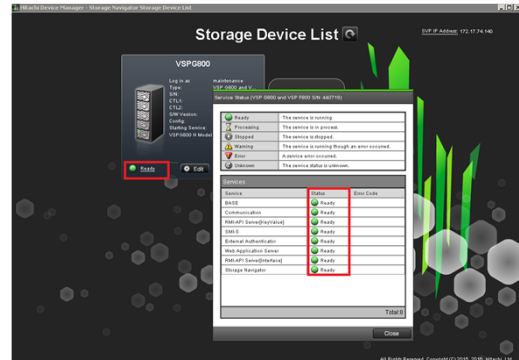 Hitachi Device Manager - Storage Navigator Storage Device List
Storage Device List
SVP IP Address: 172.17.74.140
VSPG800
Log in as maintenance
Type: VSP G800 and V...
S/N:
CTL1:
CTL2:
S/W Version:
Config:
Starting Service:
VSPG800 H Model
Ready Edit
Service Status (VSP G800 and VSP F800 S/N: 440719)
Ready The service is running.
Processing The service is in process.
Stopped The service is stopped.
Warning The service is running though an error occurred.
Error A service error occurred.
Unknown The service status is unknown.
Services
Service Status Error Code
BASE Ready
Communication Ready
RMI-API Server[KeyValue] Ready
SMI-S Ready
External Authenticator Ready
Web Application Server Ready
RMI-API Server[Interface] Ready
Storage Navigator Ready
Close
All Rights Reserved. Copyright (C) 2015, 2015, Hitachi, Ltd.